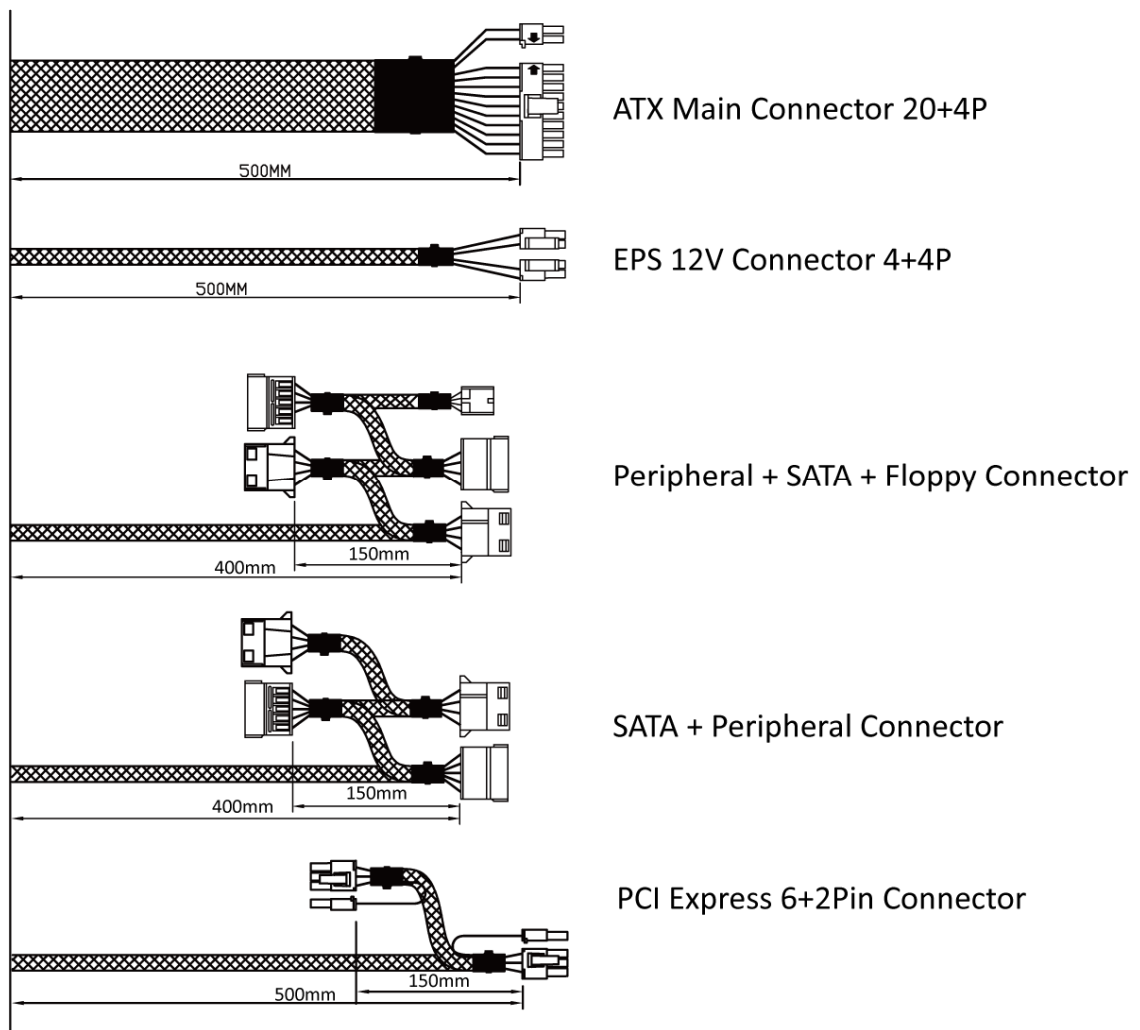 ATX Main Connector 20+4P
500MM
EPS 12V Connector 4+4P
500MM
Peripheral + SATA + Floppy Connector
150mm
400mm
SATA + Peripheral Connector
150mm
400mm
PCI Express 6+2Pin Connector
150mm
500mm